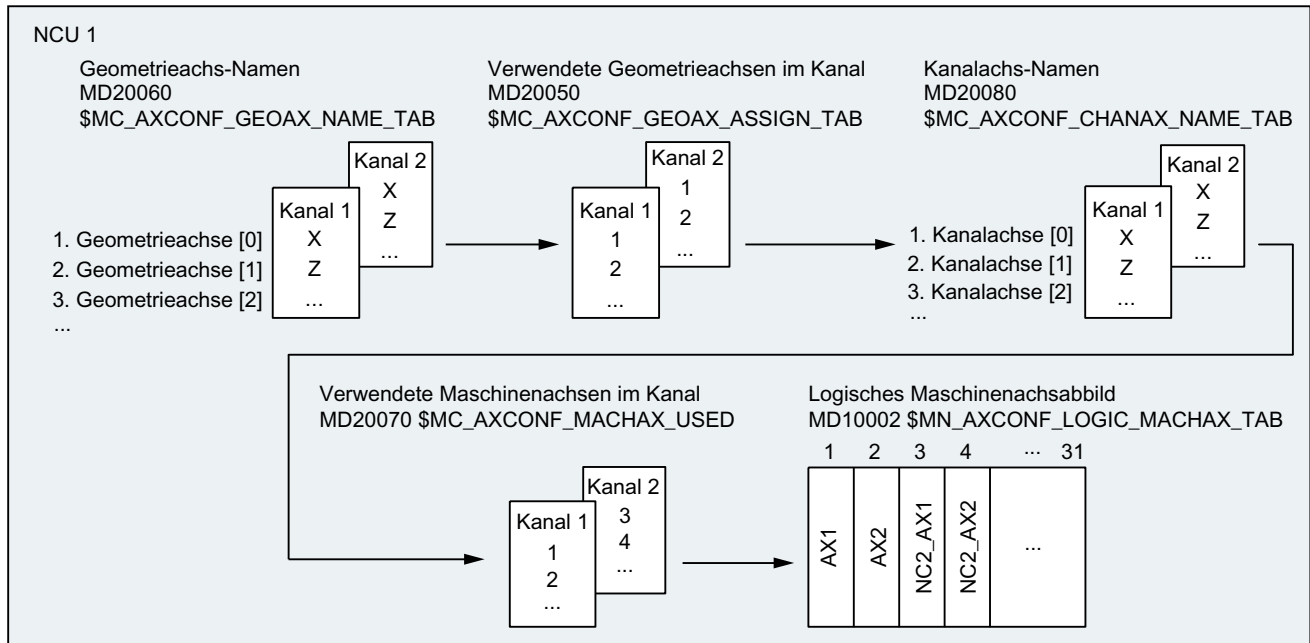 NCU 1
Geometrieachs-Namen
MD20060
$MC_AXCONF_GEOAX_NAME_TAB
Verwendete Geometrieachsen im Kanal
MD20050
$MC_AXCONF_GEOAX_ASSIGN_TAB
Kanalachs-Namen
MD20080
$MC_AXCONF_CHANAX_NAME_TAB
1. Geometrieachse [0]
2. Geometrieachse [1]
3. Geometrieachse [2]
...
Kanal 1
X
Z
...
Kanal 2
X
Z
...
Kanal 1
1
2
...
Kanal 2
1
2
...
1. Kanalachse [0]
2. Kanalachse [1]
3. Kanalachse [2]
...
Kanal 1
X
Z
...
Kanal 2
X
Z
...
Verwendete Maschinenachsen im Kanal
MD20070 $MC_AXCONF_MACHAX_USED
Kanal 1
1
2
...
Kanal 2
3
4
...
Logisches Maschinenachsabbild
MD10002 $MN_AXCONF_LOGIC_MACHAX_TAB
1 2 3 4 ... 31
AX1
AX2
NC2_AX1
NC2_AX2
...